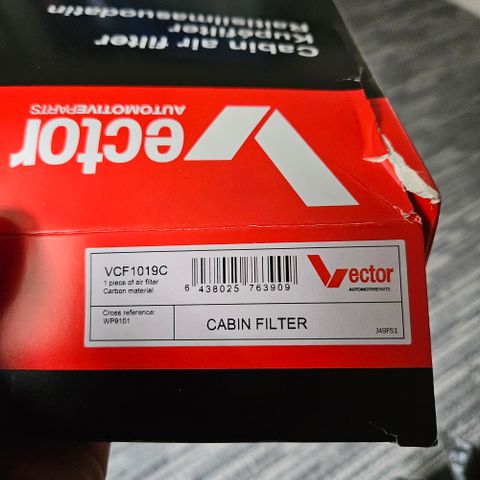 Cabin air filter
Kupéfilter
Raitisilmasuodatin
Vector
AUTOMOTIVEPARTS
VCF1019C
1 piece of air filter
Carbon material
6 438025 763909
Vector
AUTOMOTIVEPARTS
Cross reference:
WP9101
CABIN FILTER
J49FS1